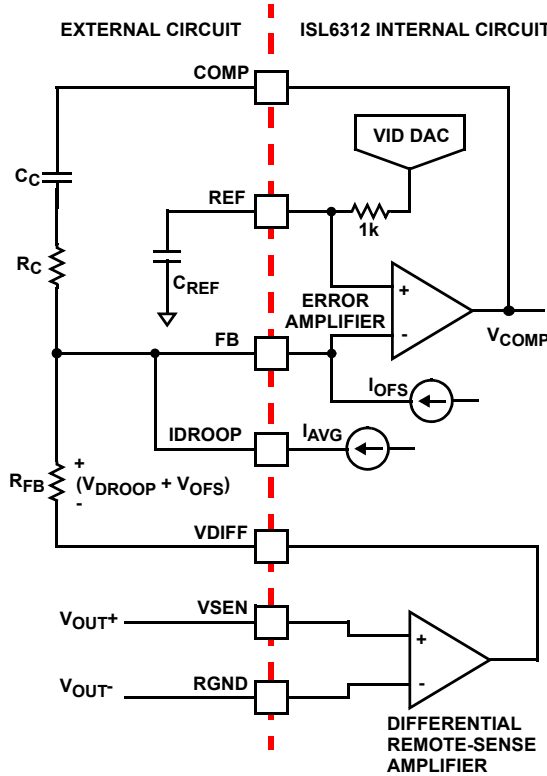 EXTERNAL CIRCUIT
ISL6312 INTERNAL CIRCUIT
COMP
VID DAC
CC
REF
1k
RC
CREF
ERROR
AMPLIFIER
+
-
FB
VCOMP
IOFS
IDROOP
IAVG
RFB
+
(VDROOP + VOFS)
-
VDIFF
VOUT+
VSEN
+
VOUT-
RGND
-
DIFFERENTIAL
REMOTE-SENSE
AMPLIFIER